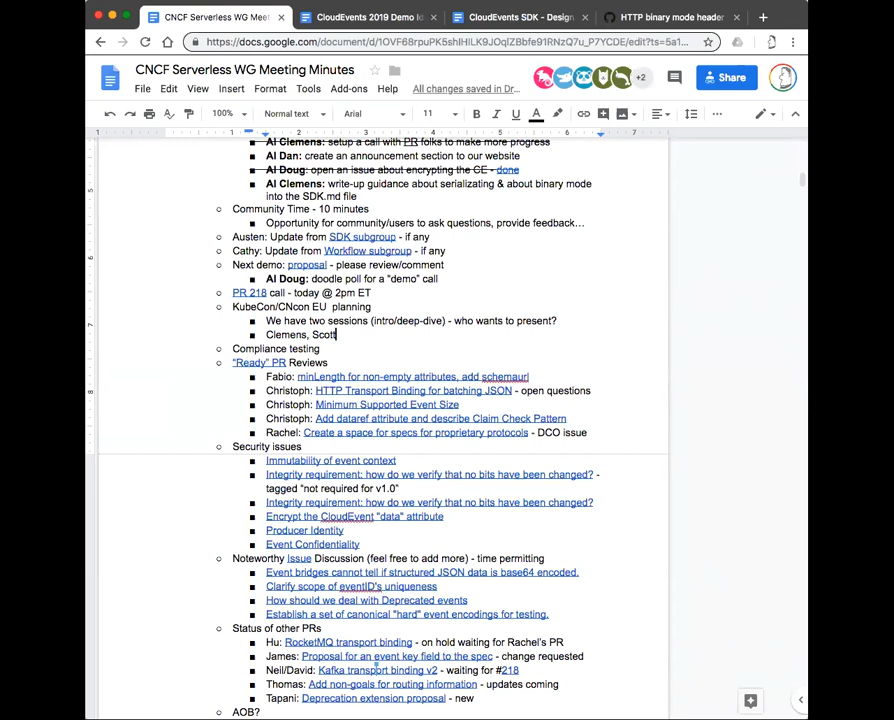 CNCF Serverless WG Meet
CloudEvents 2019 Demo Id
CloudEvents SDK - Design
HTTP binary mode header
https://docs.google.com/document/d/1OVF68rpuPK5shIHILK9JOqlZBbfe91RNzQ7u_P7YCDE/edit?ts=5a1...
CNCF Serverless WG Meeting Minutes
File Edit View Insert Format Tools Add-ons Help All changes saved in Dr...
+2
Share
100% Normal text Arial 11
1 1 2 3 4 5 6 7
AI Clemens: setup a call with PR folks to make more progress
AI Dan: create an announcement section to our website
AI Doug: open an issue about encrypting the CE - done
AI Clemens: write-up guidance about serializating & about binary mode
into the SDK.md file
Community Time - 10 minutes
Opportunity for community/users to ask questions, provide feedback…
Austen: Update from SDK subgroup - if any
Cathy: Update from Workflow subgroup - if any
Next demo: proposal - please review/comment
AI Doug: doodle poll for a "demo" call
PR 218 call - today @ 2pm ET
KubeCon/CNcon EU planning
We have two sessions (intro/deep-dive) - who wants to present?
Clemens, Scott
Compliance testing
"Ready" PR Reviews
Fabio: minLength for non-empty attributes, add schemaurl
Christoph: HTTP Transport Binding for batching JSON - open questions
Christoph: Minimum Supported Event Size
Christoph: Add dataref attribute and describe Claim Check Pattern
Rachel: Create a space for specs for proprietary protocols - DCO issue
Security issues
Immutability of event context
Integrity requirement: how do we verify that no bits have been changed? -
tagged "not required for v1.0"
Integrity requirement: how do we verify that no bits have been changed?
Encrypt the CloudEvent "data" attribute
Producer Identity
Event Confidentiality
Noteworthy Issue Discussion (feel free to add more) - time permitting
Event bridges cannot tell if structured JSON data is base64 encoded.
Clarify scope of eventID's uniqueness
How should we deal with Deprecated events
Establish a set of canonical "hard" event encodings for testing.
Status of other PRs
Hu: RocketMQ transport binding - on hold waiting for Rachel's PR
James: Proposal for an event key field to the spec - change requested
Neil/David: Kafka transport binding v2 - waiting for #218
Thomas: Add non-goals for routing information - updates coming
Tapani: Deprecation extension proposal - new
AOB?
5
6
7
8